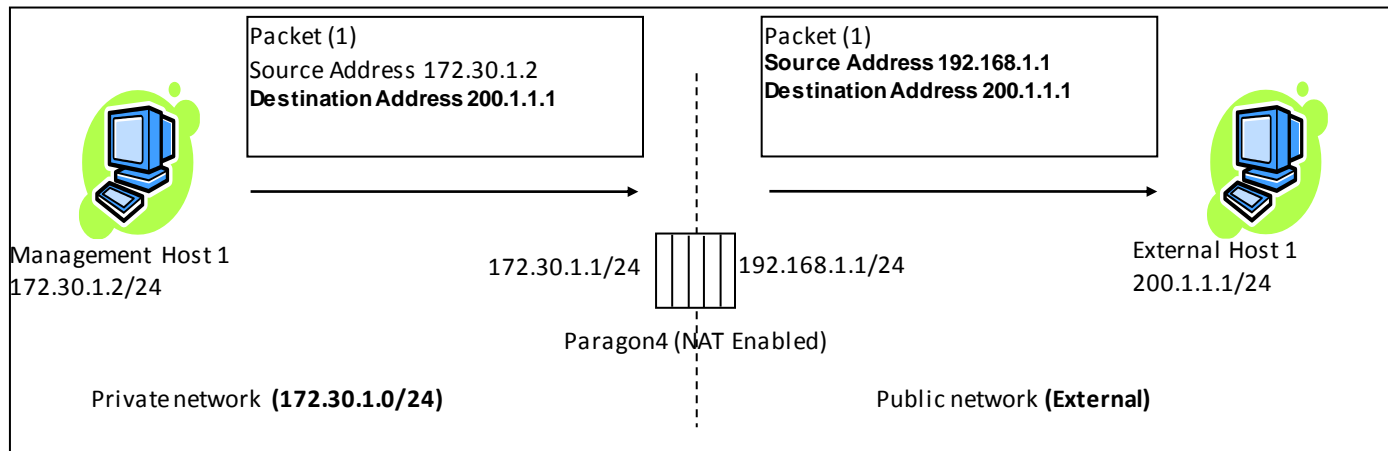 Packet (1)
Source Address 172.30.1.2
Destination Address 200.1.1.1
Packet (1)
Source Address 192.168.1.1
Destination Address 200.1.1.1
Management Host 1
172.30.1.2/24
172.30.1.1/24
192.168.1.1/24
External Host 1
200.1.1.1/24
Paragon4 (NAT Enabled)
Private network (172.30.1.0/24)
Public network (External)